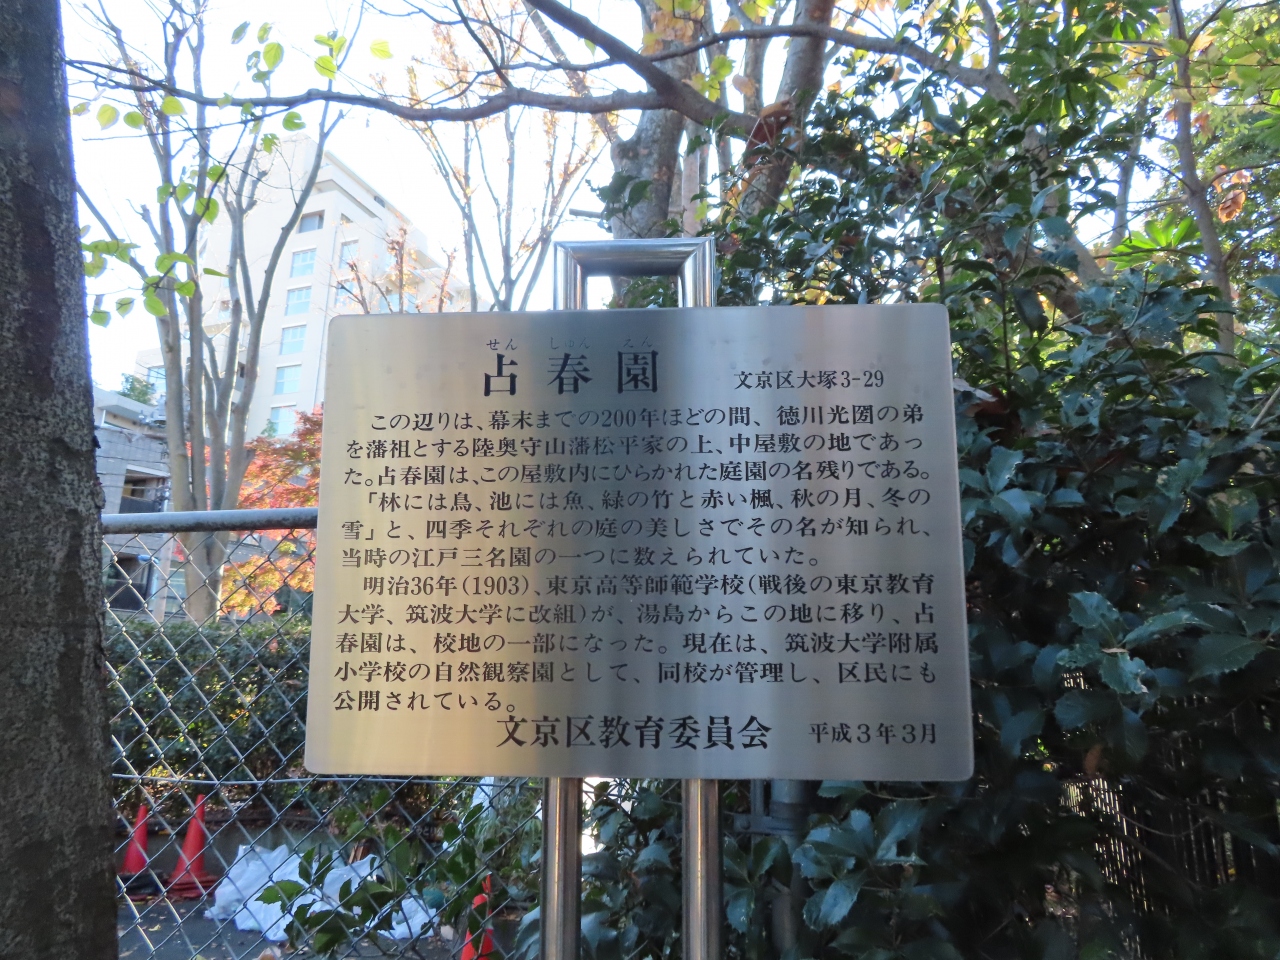 せん しゅん えん
占春園 文京区大塚3-29
この辺りは、幕末までの200年ほどの間、徳川光圀の弟
を藩祖とする陸奥守山藩松平家の上、中屋敷の地であっ
た。占春園は、この屋敷内にひらかれた庭園の名残りである。
「林には鳥、池には魚、緑の竹と赤い楓、秋の月、冬の
雪」と、四季それぞれの庭の美しさでその名が知られ、
当時の江戸三名園の一つに数えられていた。
明治36年(1903)、東京高等師範学校(戦後の東京教育
大学、筑波大学に改組)が、湯島からこの地に移り、占
春園は、校地の一部になった。現在は、筑波大学附属
小学校の自然観察園として、同校が管理し、区民にも
公開されている。
文京区教育委員会 平成3年3月